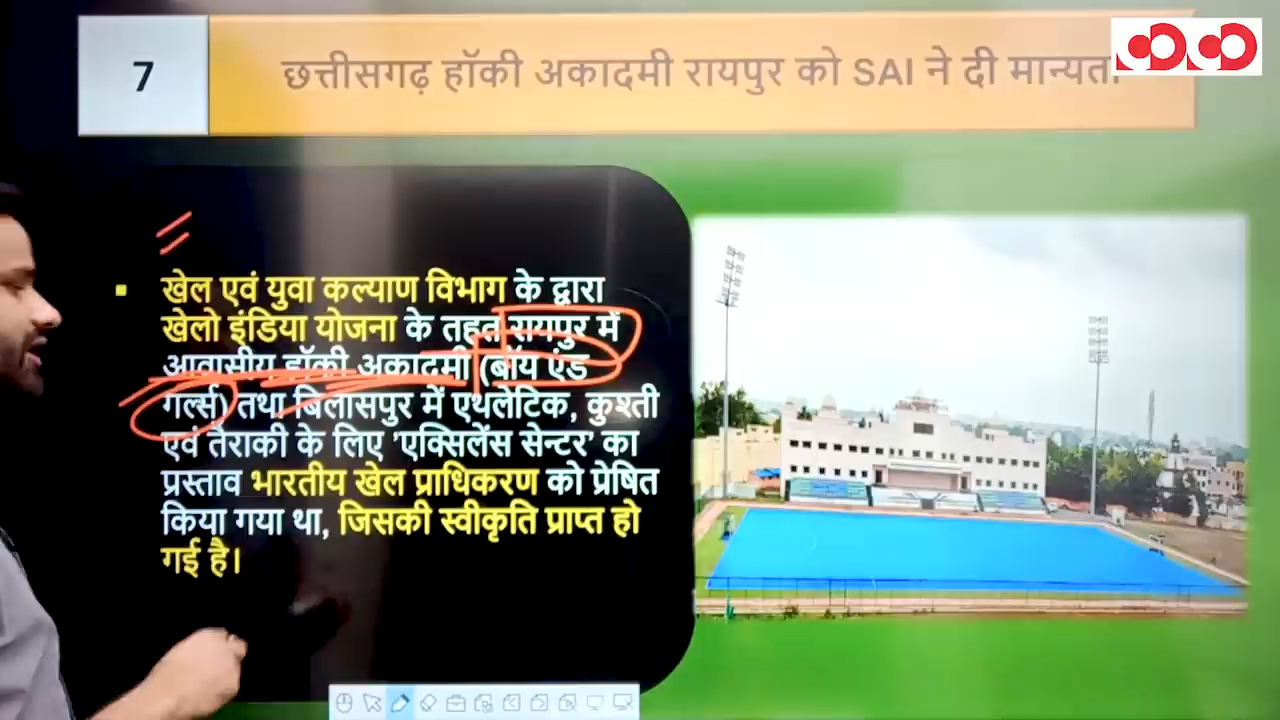 7
छत्तीसगढ़ हॉकी अकादमी रायपुर को SAI ने दी मान्यता
▪ खेल एवं युवा कल्याण विभाग के द्वारा
खेलो इंडिया योजना के तहत रायपुर में
आवासीय हॉकी अकादमी (बॉय एंड
गर्ल्स) तथा बिलासपुर में एथलेटिक, कुश्ती
एवं तैराकी के लिए 'एक्सिलेंस सेन्टर' का
प्रस्ताव भारतीय खेल प्राधिकरण को प्रेषित
किया गया था, जिसकी स्वीकृति प्राप्त हो
गई है।